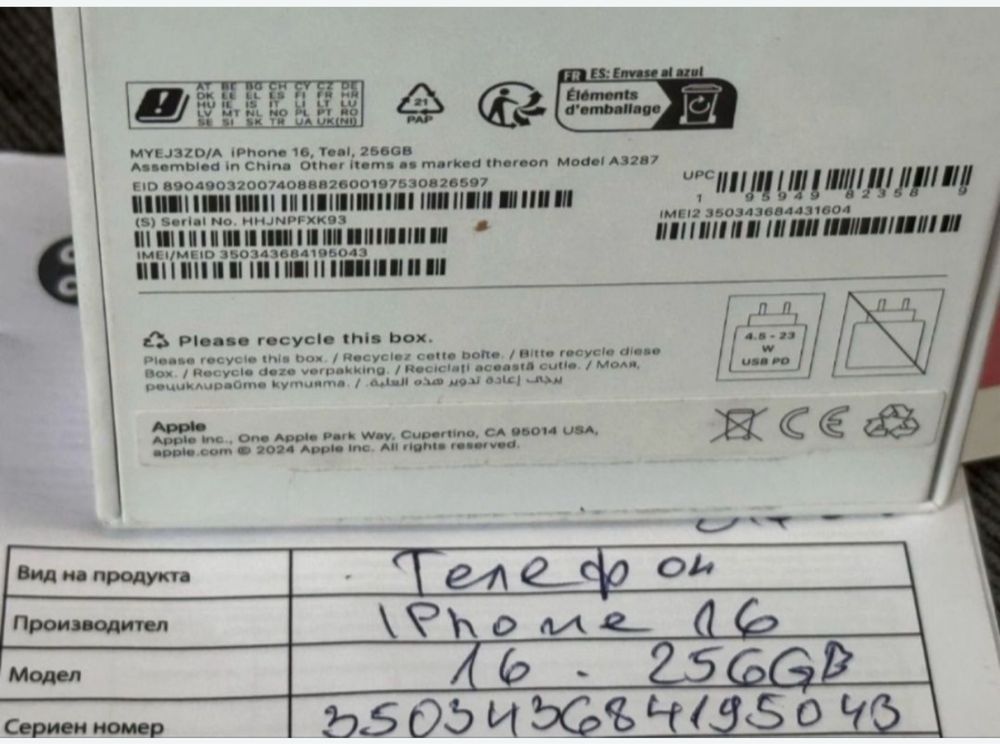 FR ES: Envase al azul
Éléments
d'emballage
AT BE BG CH CY CZ DE
DK EE EL ES FI FR HR
HU IE IS IT LI LT LU
LV MT NL NO PL PT RO
SE SI SK TR UA UK(NI)
21
PAP
MYEJ3ZD/A iPhone 16, Teal, 256GB
Assembled in China Other items as marked thereon Model A3287
EID 89049032007408882600197530826597
UPC
1 95949 82358 9
(S) Serial No. HHJNPFXK93
IMEI2 350343684431604
IMEI/MEID 350343684195043
4.5 - 23
W
USB PD
Please recycle this box.
Please recycle this box. / Recyclez cette boîte. / Bitte recycle diese
Box. / Recycle deze verpakking. / Reciclați această cutie. / Моля,
рециклирайте кутията. / يرجى إعادة تدوير هذه العلبة.
Apple
Apple Inc., One Apple Park Way, Cupertino, CA 95014 USA,
apple.com © 2024 Apple Inc. All rights reserved.
CE
Вид на продукта Телефон
Производител IPhone 16
Модел 16 . 256GB
Сериен номер 350343684195043